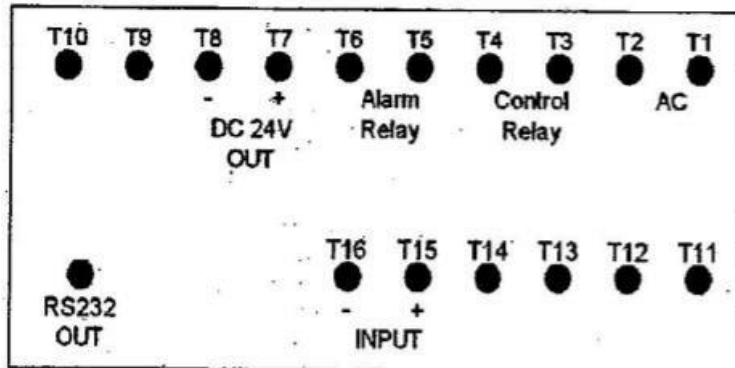 T10 T9 T8 T7 T6 T5 T4 T3 T2 T1
- + Alarm Control AC
DC 24V Relay Relay
OUT
T16 T15 T14 T13 T12 T11
RS232 - +
OUT INPUT